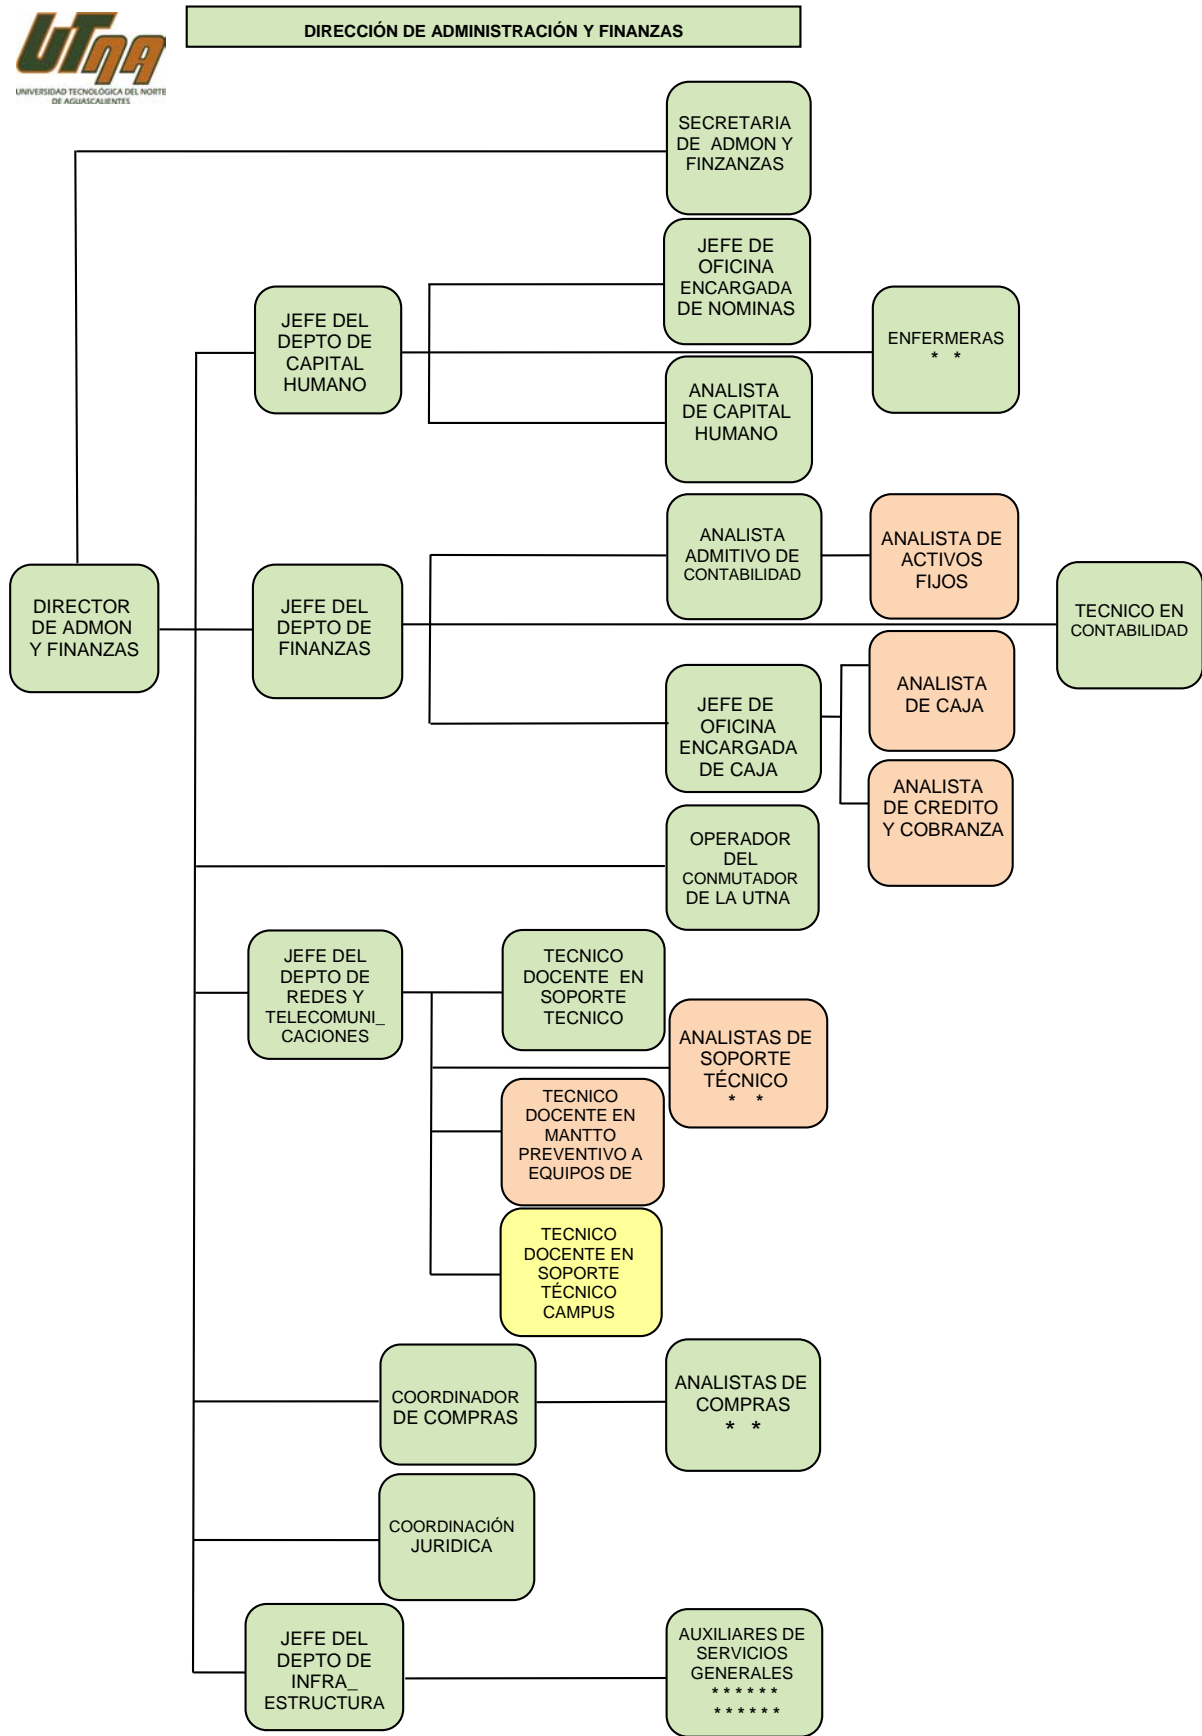 UTNA
UNIVERSIDAD TECNOLÓGICA DEL NORTE
DE AGUASCALIENTES
DIRECCIÓN DE ADMINISTRACIÓN Y FINANZAS
SECRETARIA
DE ADMON Y
FINZANZAS
JEFE DE
OFICINA
ENCARGADA
DE NOMINAS
JEFE DEL
DEPTO DE
CAPITAL
HUMANO
ENFERMERAS
* *
ANALISTA
DE CAPITAL
HUMANO
ANALISTA
ADMITIVO DE
CONTABILIDAD
ANALISTA DE
ACTIVOS
FIJOS
DIRECTOR
DE ADMON
Y FINANZAS
JEFE DEL
DEPTO DE
FINANZAS
TECNICO EN
CONTABILIDAD
ANALISTA
DE CAJA
JEFE DE
OFICINA
ENCARGADA
DE CAJA
ANALISTA
DE CREDITO
Y COBRANZA
OPERADOR
DEL
CONMUTADOR
DE LA UTNA
JEFE DEL
DEPTO DE
REDES Y
TELECOMUNI_
CACIONES
TECNICO
DOCENTE EN
SOPORTE
TECNICO
ANALISTAS DE
SOPORTE
TÉCNICO
* *
TECNICO
DOCENTE EN
MANTTO
PREVENTIVO A
EQUIPOS DE
TECNICO
DOCENTE EN
SOPORTE
TÉCNICO
CAMPUS
COORDINADOR
DE COMPRAS
ANALISTAS DE
COMPRAS
* *
COORDINACIÓN
JURIDICA
JEFE DEL
DEPTO DE
INFRA_
ESTRUCTURA
AUXILIARES DE
SERVICIOS
GENERALES
* * * * * *
* * * * * *